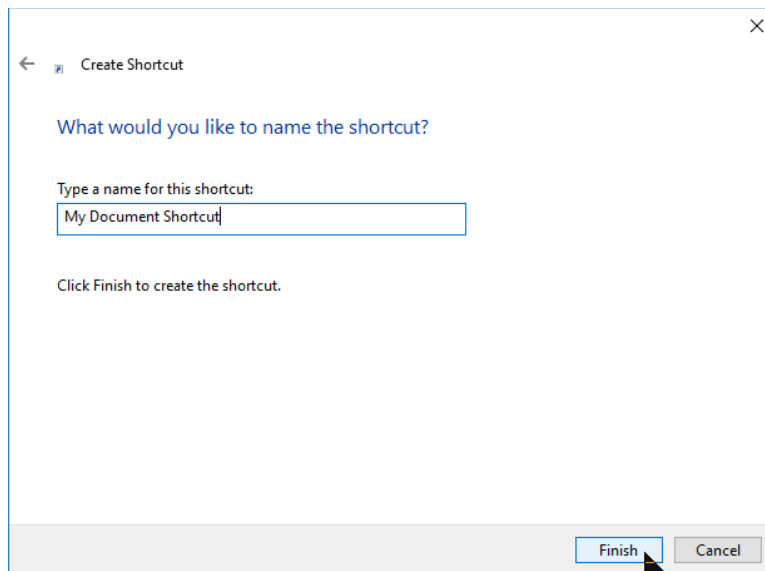 Create Shortcut
What would you like to name the shortcut?
Type a name for this shortcut:
My Document Shortcut
Click Finish to create the shortcut.
Finish Cancel